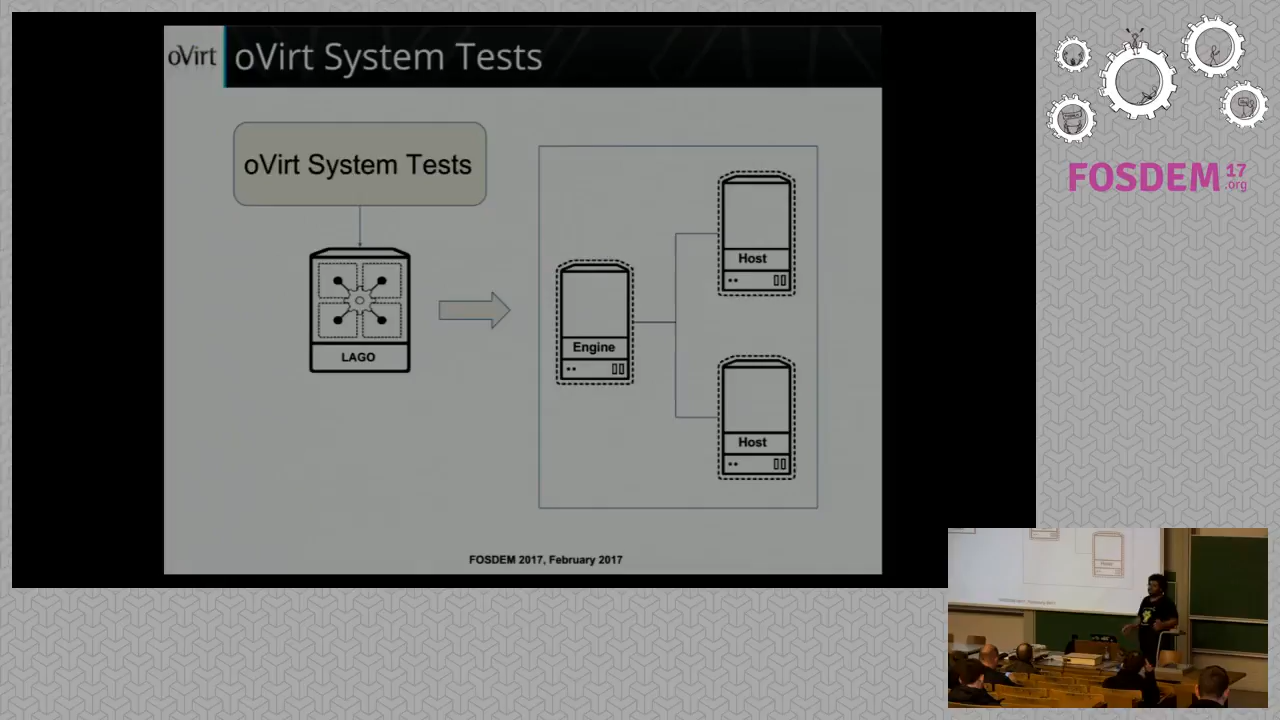 oVirt
oVirt System Tests
oVirt System Tests
LAGO
Engine
Host
Host
FOSDEM 2017, February 2017
FOSDEM 17
.org